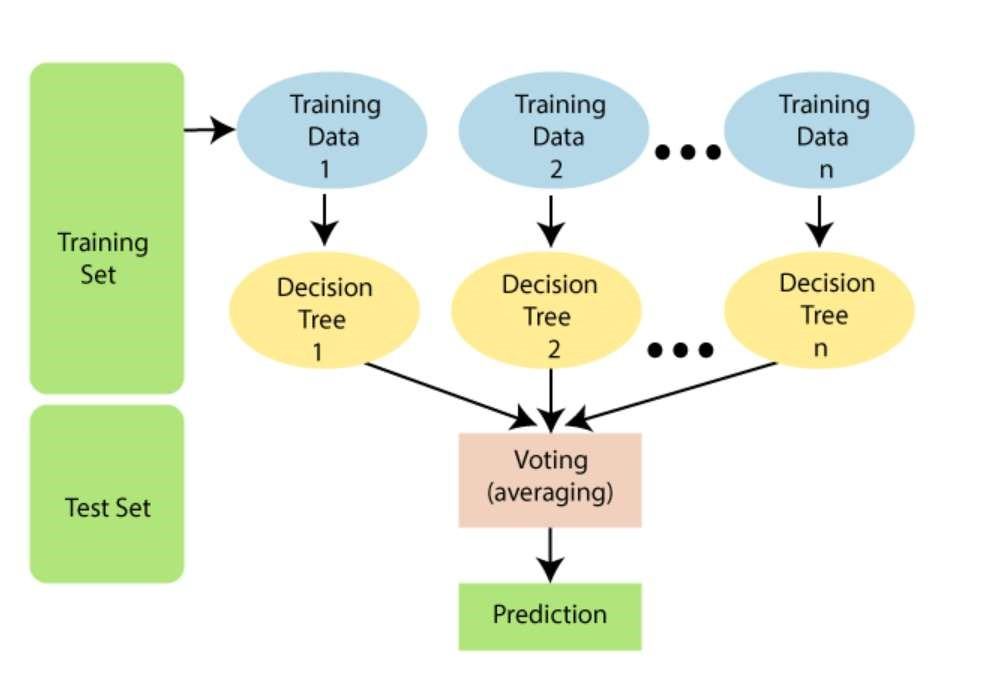 Training
Set
Test Set
Training
Data
1
Training
Data
2
Training
Data
n
Decision
Tree
1
Decision
Tree
2
Decision
Tree
n
Voting
(averaging)
Prediction